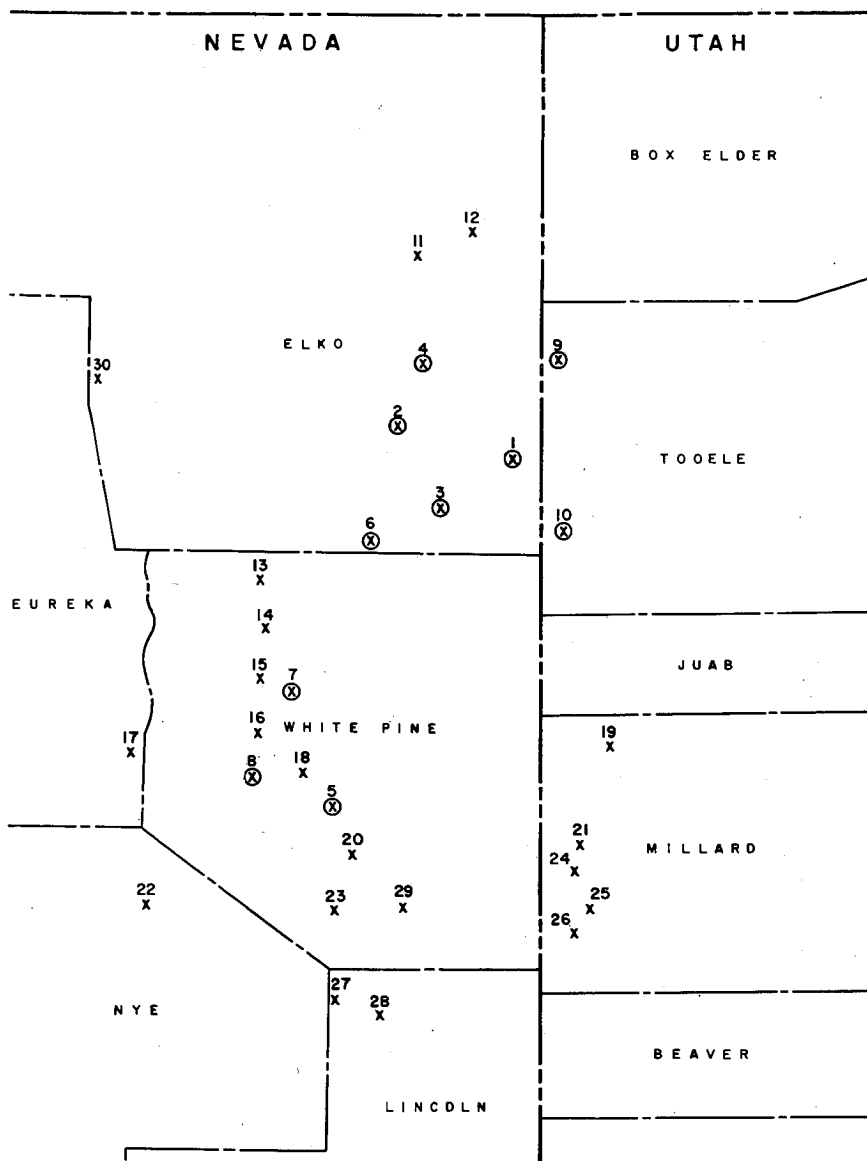 NEVADA UTAH
BOX ELDER
12
11
ELKO 4 9
30
2
1 TOOELE
3
10
6
13
EUREKA
14
15 7 JUAB
16 WHITE PINE
17 19
8 18
5
21
20 MILLARD
24
22 23 29 25
26
27
28
NYE
BEAVER
LINCOLN